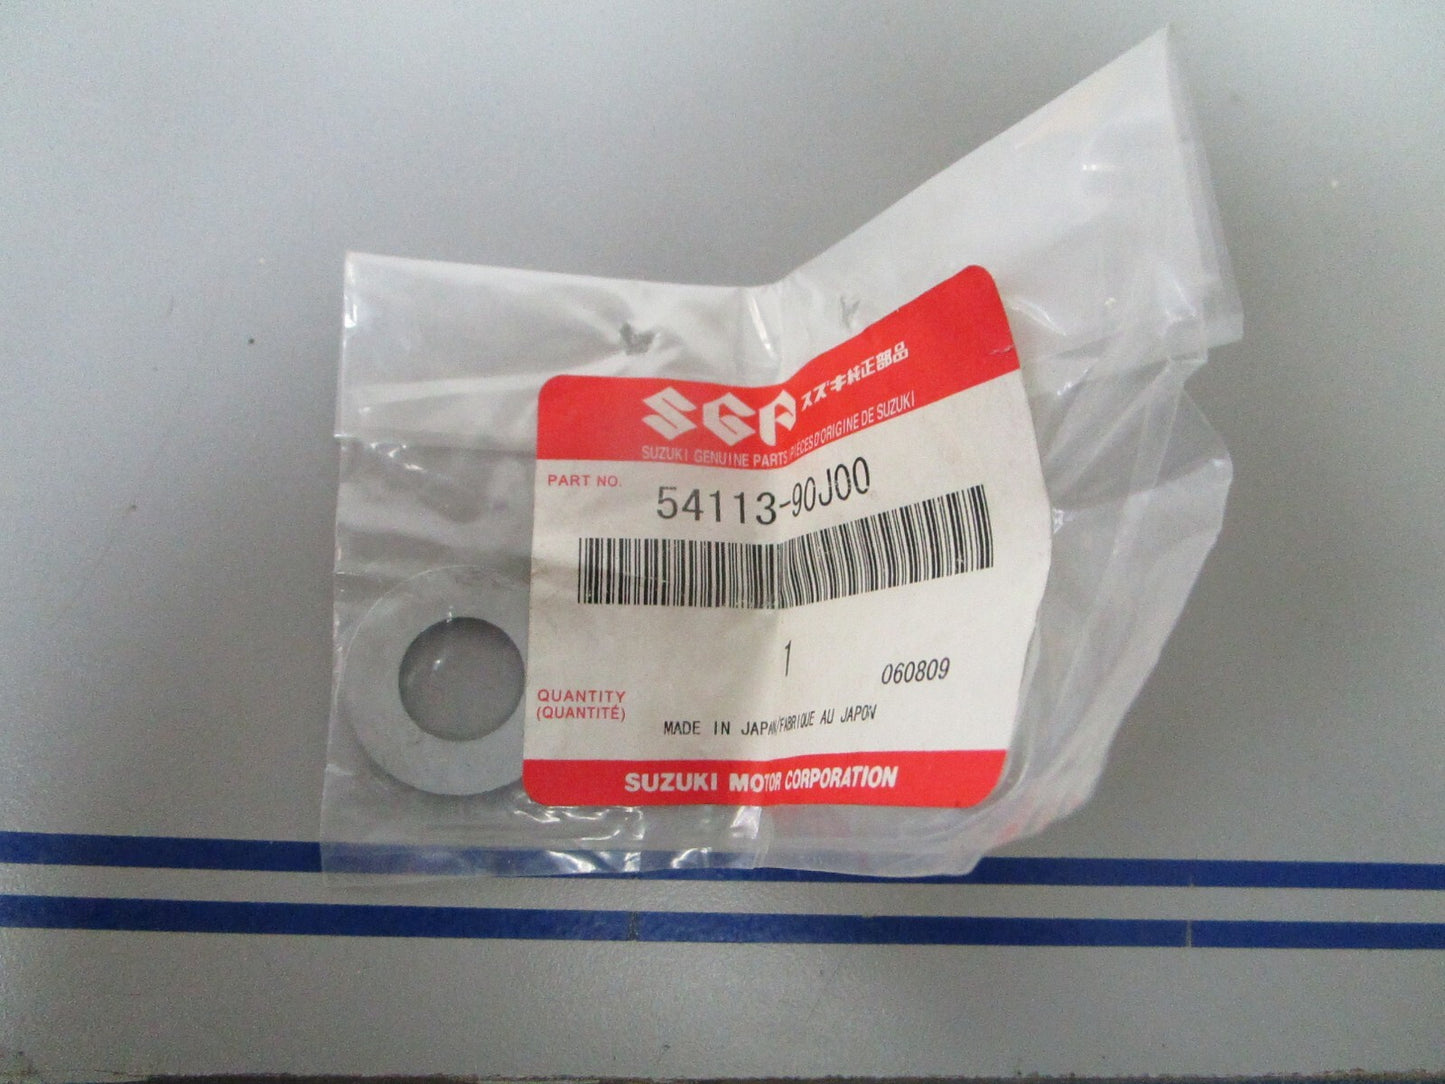 SGP スズキ純正部品
SUZUKI GENUINE PARTS/PIÈCES D'ORIGINE DE SUZUKI
PART NO.
54113-90J00
1
060809
QUANTITY
(QUANTITÉ)
MADE IN JAPAN/FABRIQUE AU JAPON
SUZUKI MOTOR CORPORATION